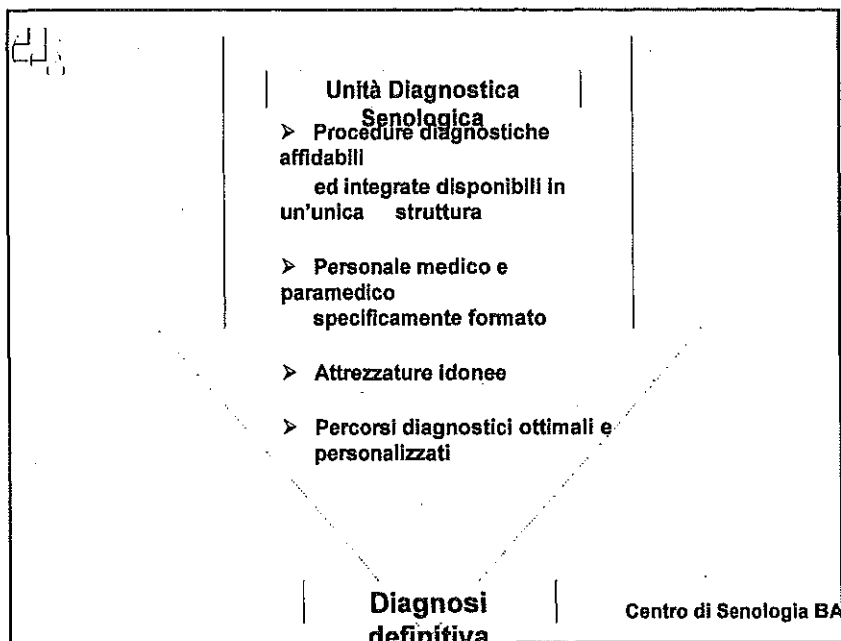 Unità Diagnostica
Senologica
➢ Procedure diagnostiche
affidabili
ed integrate disponibili in
un'unica struttura
➢ Personale medico e
paramedico
specificamente formato
➢ Attrezzature idonee
➢ Percorsi diagnostici ottimali e
personalizzati
Diagnosi
definitiva
Centro di Senologia BA